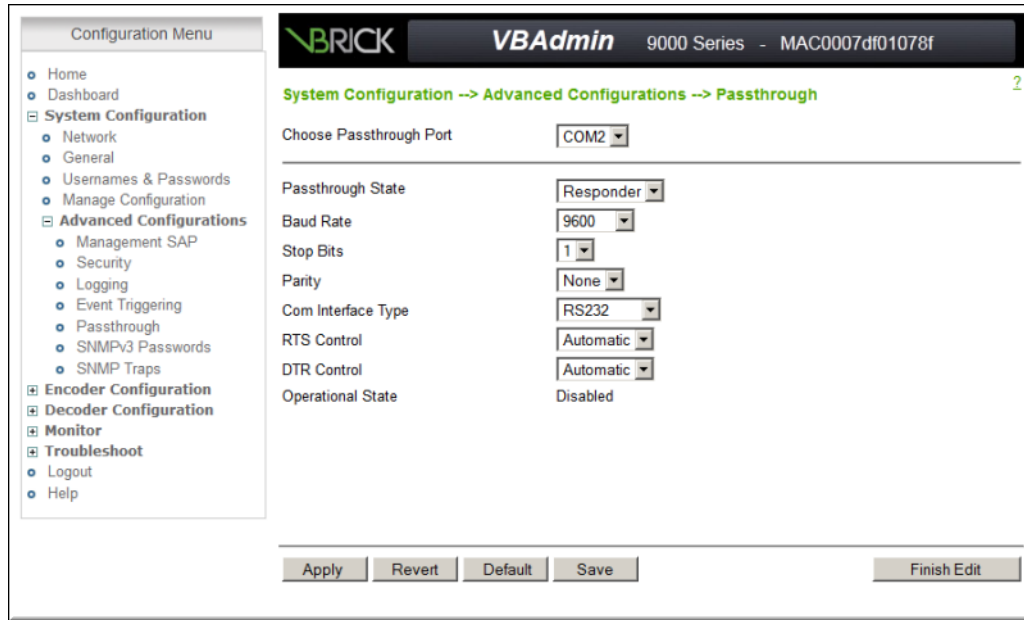 Configuration Menu
Home
Dashboard
System Configuration
Network
General
Usernames & Passwords
Manage Configuration
Advanced Configurations
Management SAP
Security
Logging
Event Triggering
Passthrough
SNMPv3 Passwords
SNMP Traps
Encoder Configuration
Decoder Configuration
Monitor
Troubleshoot
Logout
Help
VBRICK VBAdmin 9000 Series - MAC0007df01078f
?
System Configuration --> Advanced Configurations --> Passthrough
Choose Passthrough Port COM2
Passthrough State Responder
Baud Rate 9600
Stop Bits 1
Parity None
Com Interface Type RS232
RTS Control Automatic
DTR Control Automatic
Operational State Disabled
Apply Revert Default Save Finish Edit